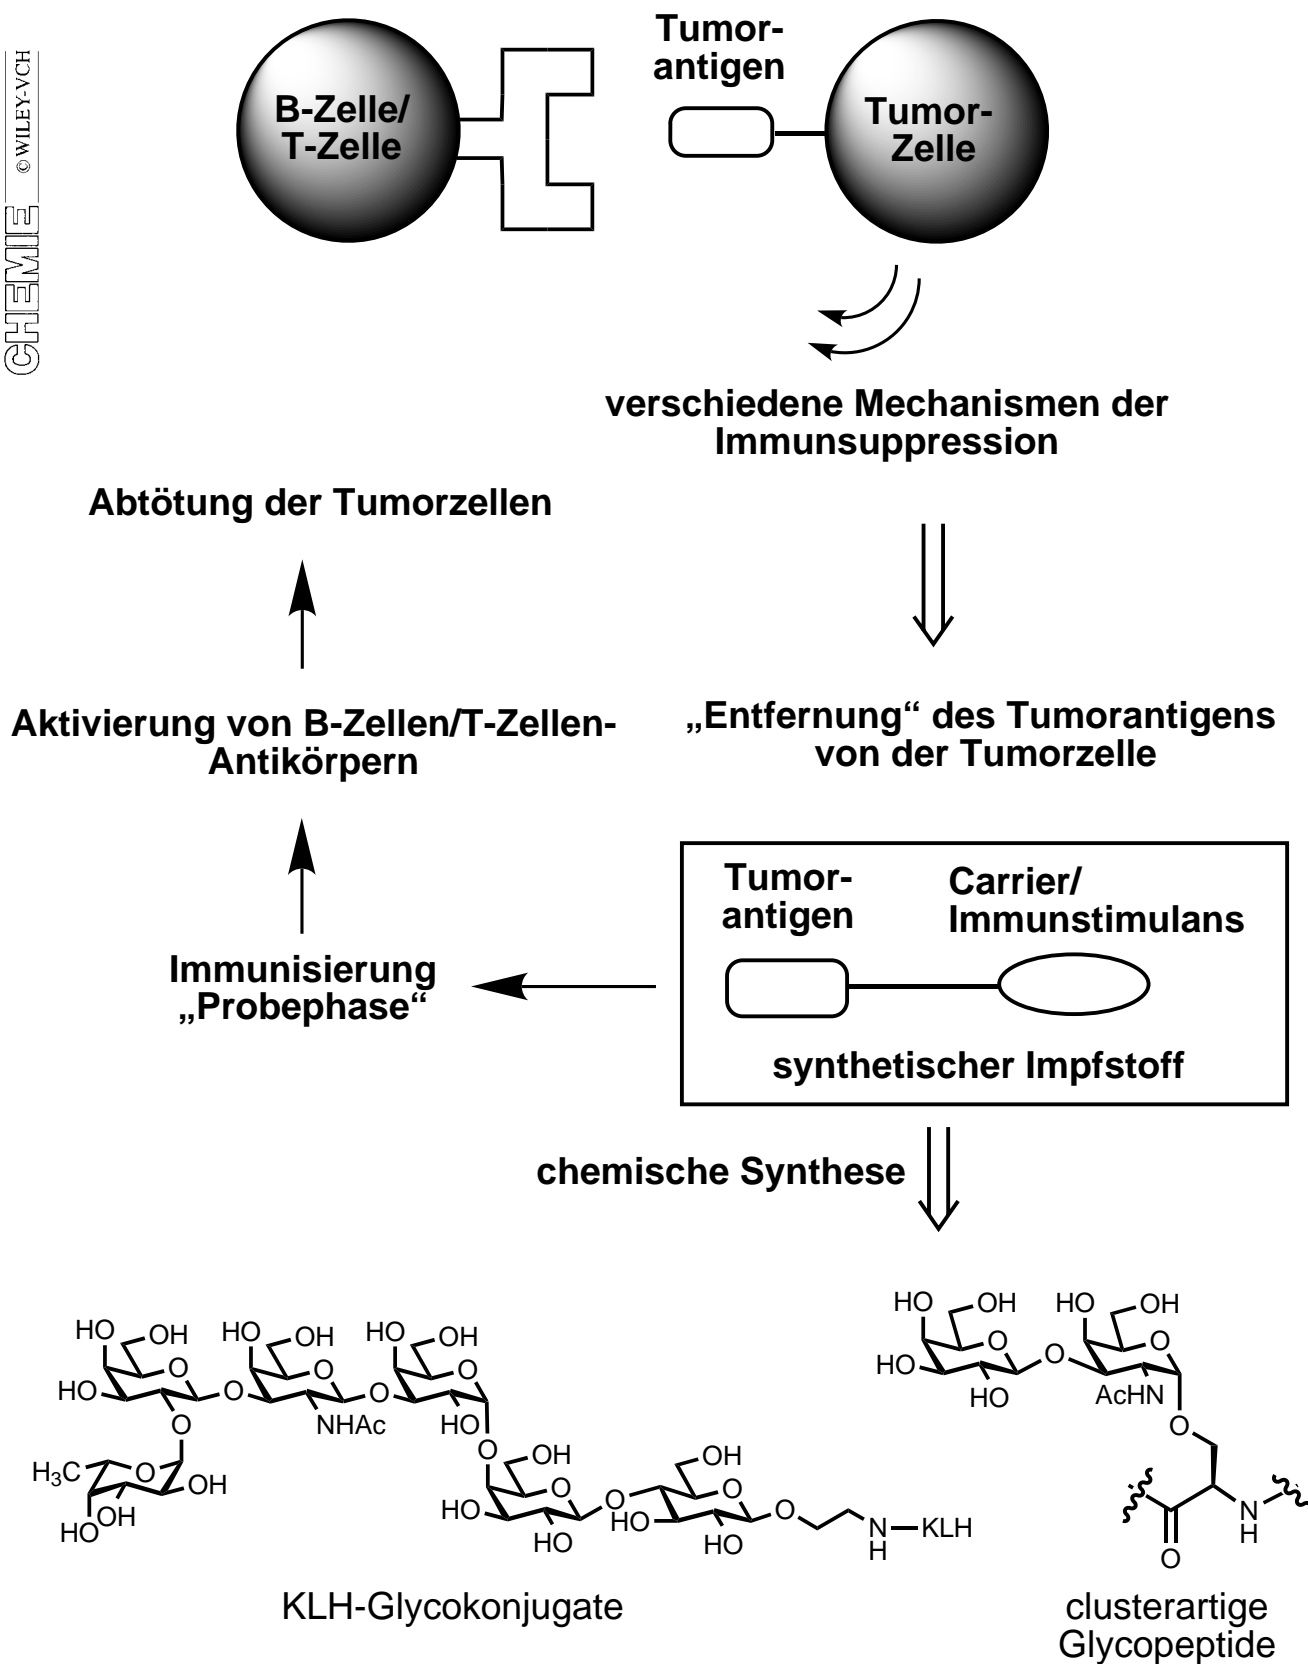 CHEMIE © WILEY-VCH
B-Zelle/
T-Zelle
Tumor-
antigen
Tumor-
Zelle
verschiedene Mechanismen der
Immunsuppression
Abtötung der Tumorzellen
Aktivierung von B-Zellen/T-Zellen-
Antikörpern
„Entfernung“ des Tumorantigens
von der Tumorzelle
Immunisierung
„Probephase“
Tumor-
antigen
Carrier/
Immunstimulans
synthetischer Impfstoff
chemische Synthese
HO OH HO OH HO OH
O O O
HO O O
NHAc HO
O O
H3C O OH
OH
HO
OH
O
HO O
HO
OH
O
HO O
HO
N KLH
H
KLH-Glycokonjugate
HO OH HO OH
O O
HO O
HO AcHN
O
N
H
O
clusterartige
Glycopeptide